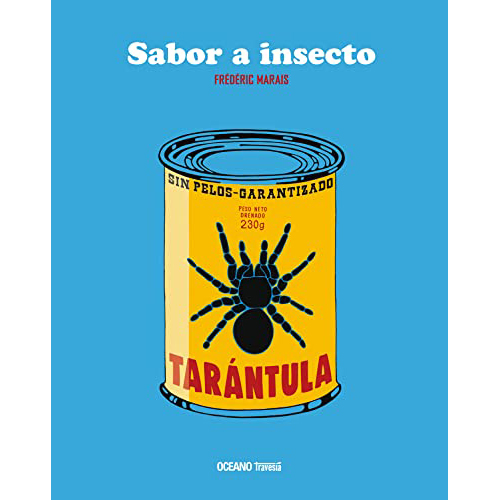 Sabor a insecto
FRÉDÉRIC MARAIS
SIN PELOS-GARANTIZADO
PESO NETO
DRENADO
230g
TARÁNTULA
OCEANO Travesía